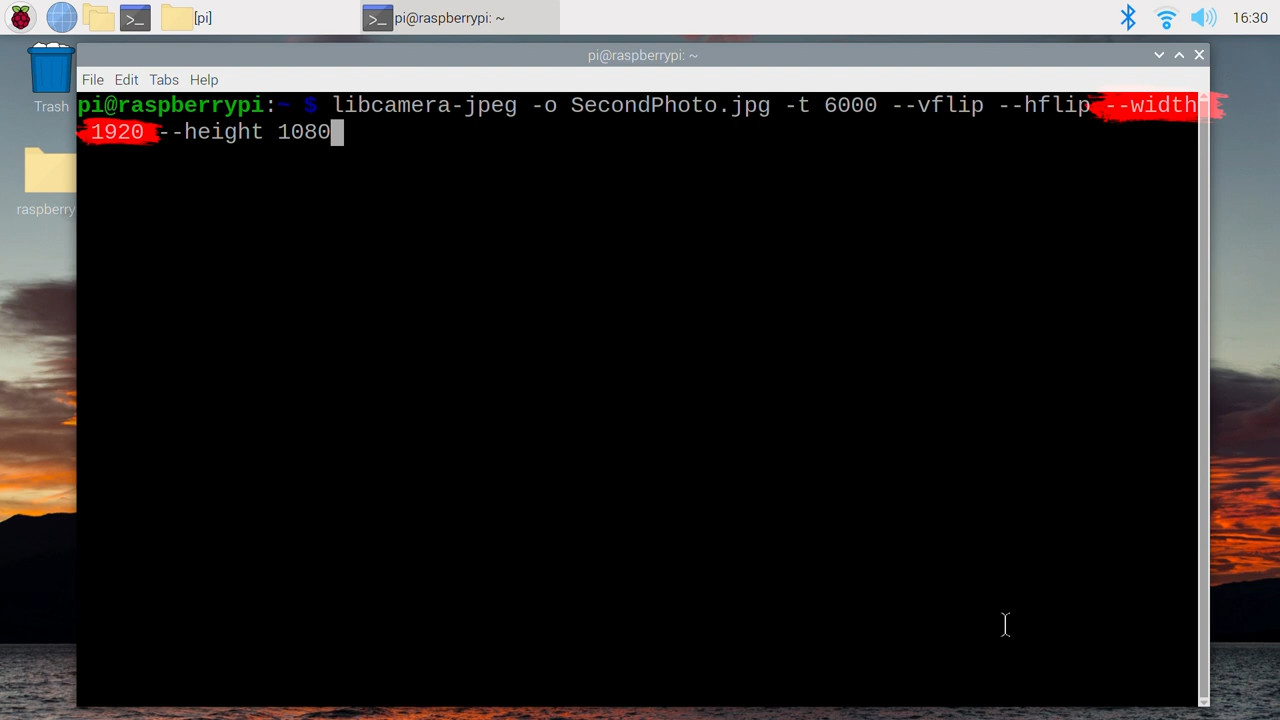 [pi]
pi@raspberrypi: ~
16:30
pi@raspberrypi: ~
File Edit Tabs Help
Trash
pi@raspberrypi:~ $ libcamera-jpeg -o SecondPhoto.jpg -t 6000 --vflip --hflip --width
1920 --height 1080
raspberry